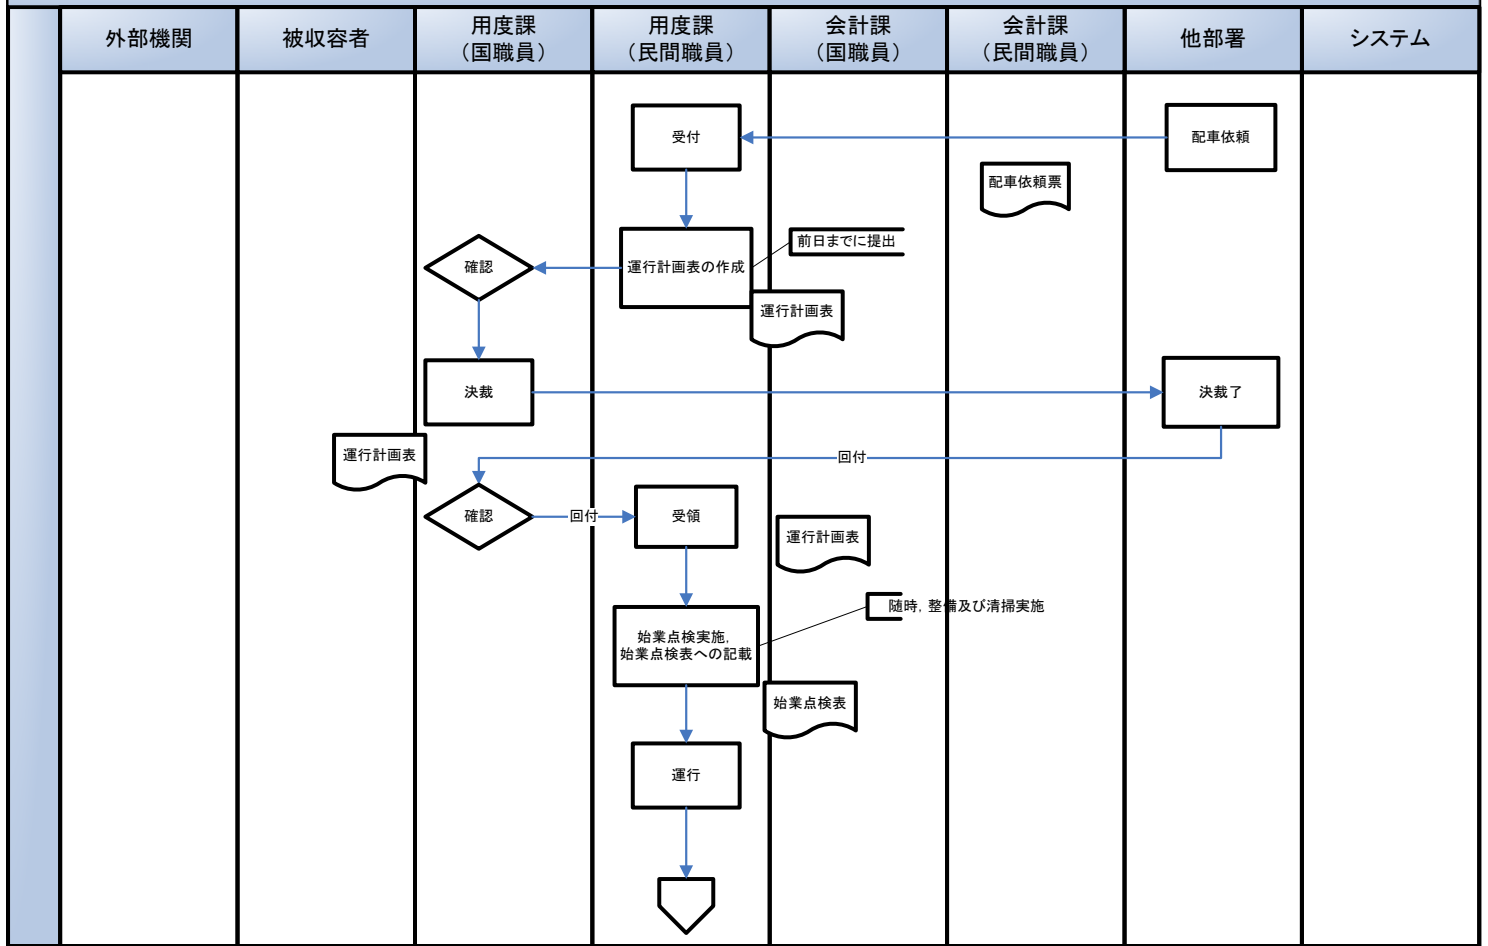 外部機関
被収容者
用度課
（国職員）
用度課
（民間職員）
会計課
（国職員）
会計課
（民間職員）
他部署
システム
受付
配車依頼
配車依頼票
前日までに提出
確認
運行計画表の作成
運行計画表
決裁
決裁了
運行計画表
回付
確認
回付
受領
運行計画表
随時，整備及び清掃実施
始業点検実施，
始業点検表への記載
始業点検表
運行